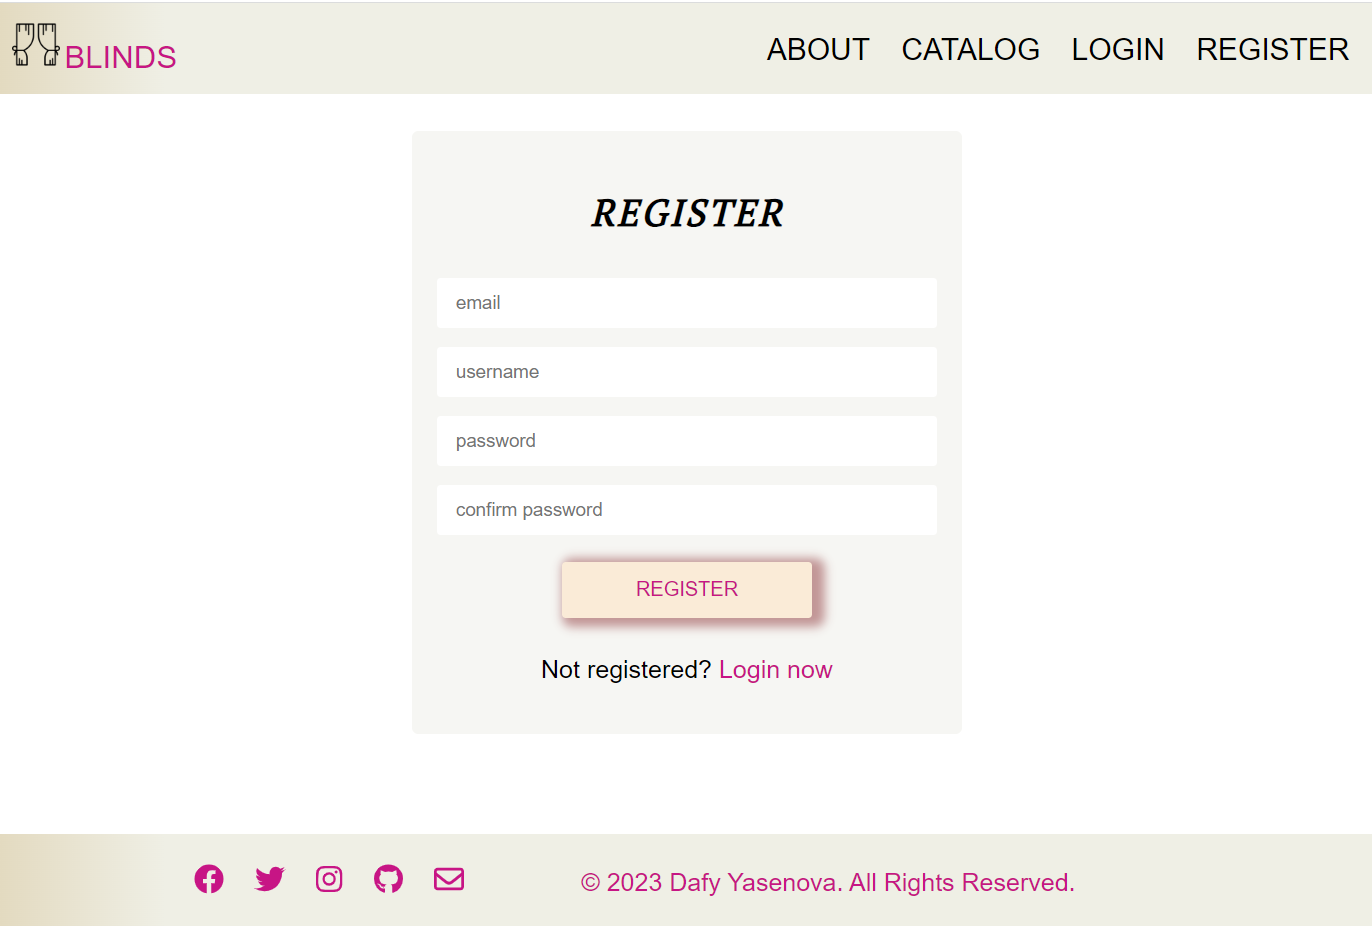 BLINDS
ABOUT CATALOG LOGIN REGISTER
REGISTER
email
username
password
confirm password
REGISTER
Not registered? Login now
© 2023 Dafy Yasenova. All Rights Reserved.